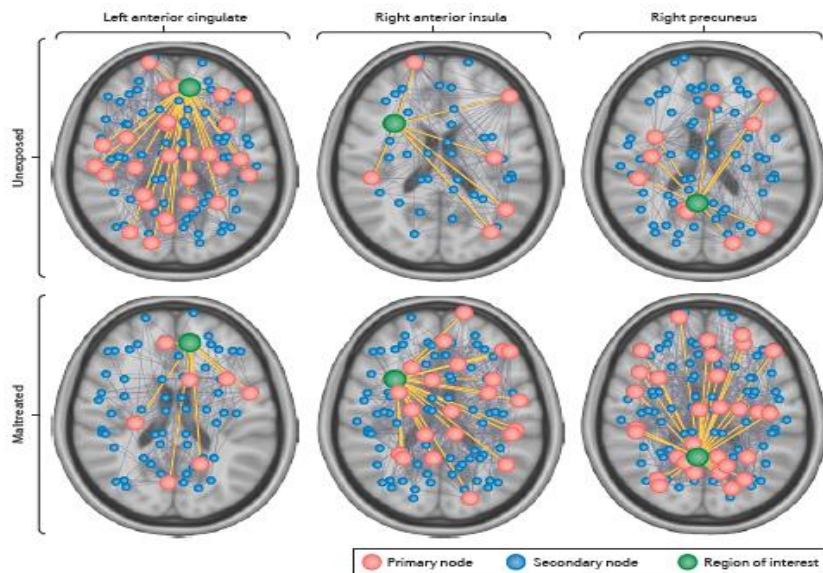 Left anterior cingulate
Right anterior insula
Right precuneus
Unexposed
Maltreated
Primary node
Secondary node
Region of interest